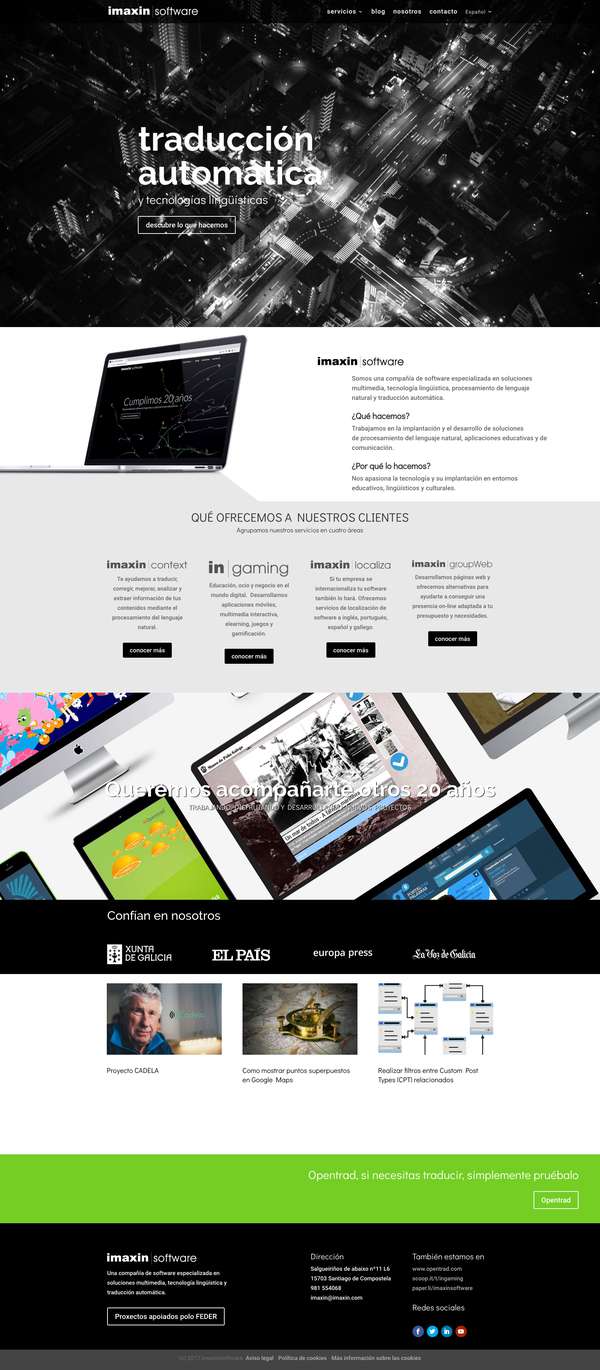 imaxin|software
servicios blog nosotros contacto Español
traducción
automática
y tecnologías lingüísticas
descubre lo que hacemos
Cumplimos 20 años
imaxin|software
Somos una compañía de software especializada en soluciones
multimedia, tecnología lingüística, procesamiento de lenguaje
natural y traducción automática.
¿Qué hacemos?
Trabajamos en la implantación y el desarrollo de soluciones
de procesamiento del lenguaje natural, aplicaciones educativas y de
comunicación.
¿Por qué lo hacemos?
Nos apasiona la tecnología y su implantación en entornos
educativos, lingüísticos y culturales.
QUÉ OFRECEMOS A NUESTROS CLIENTES
Agrupamos nuestros servicios en cuatro áreas
imaxin|context
Te ayudamos a traducir,
corregir, mejorar, analizar y
extraer información de tus
contenidos mediante el
procesamiento del lenguaje
natural.
conocer más
in|gaming
Educación, ocio y negocio en el
mundo digital. Desarrollamos
aplicaciones móviles,
multimedia interactiva,
elearning, juegos y
gamificación.
conocer más
imaxin|localiza
Si tu empresa se
internacionaliza tu software
también lo hará. Ofrecemos
servicios de localización de
software a inglés, portugués,
español y gallego.
conocer más
imaxin|groupWeb
Desarrollamos páginas web y
ofrecemos alternativas para
ayudarte a conseguir una
presencia on-line adaptada a tu
presupuesto y necesidades.
conocer más
Queremos acompañarte otros 20 años
Confían en nosotros
XUNTA
DE GALICIA
EL PAÍS
europa press
La Voz de Galicia
Proyecto CADELA
Como mostrar puntos superpuestos
en Google Maps
Realizar filtros entre Custom Post
Types (CPT) relacionados
Opentrad, si necesitas traducir, simplemente pruébalo
Opentrad
imaxin|software
Una compañía de software especializada en
soluciones multimedia, tecnología lingüística y
traducción automática.
Proxectos apoiados polo FEDER
Dirección
Salgueiriños de abaixo nº11 L6
15703 Santiago de Compostela
981 554068
imaxin@imaxin.com
También estamos en
www.opentrad.com
scoop.it/t/ingaming
paper.li/imaxinsoftware
Redes sociales
Aviso legal · Política de cookies · Más información sobre las cookies